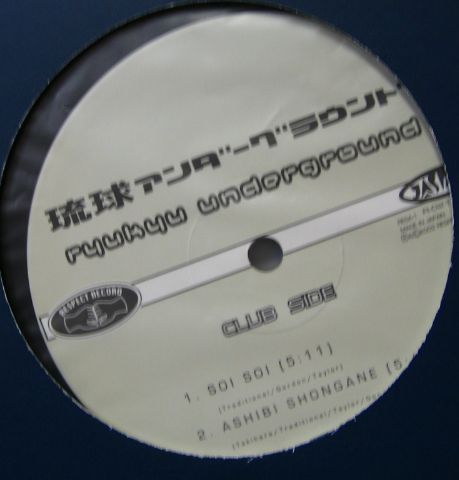 琉球アンダーグラウンド
ryukyu underground
RESPECT RECORD
CLUB SIDE
1. SOI SOI [5:11]
[Traditional/Gordon/Taylor]
2. ASHIBI SHONGANE [5: